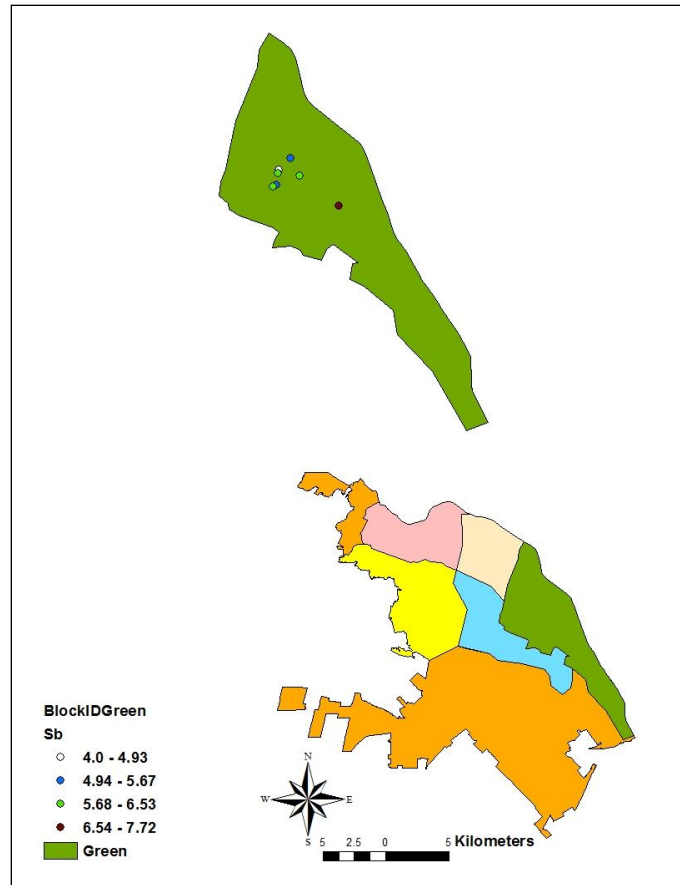 BlockIDGreen
Sb
4.0 - 4.93
4.94 - 5.67
5.68 - 6.53
6.54 - 7.72
Green
N
W E
S
5 2.5 0 5 Kilometers